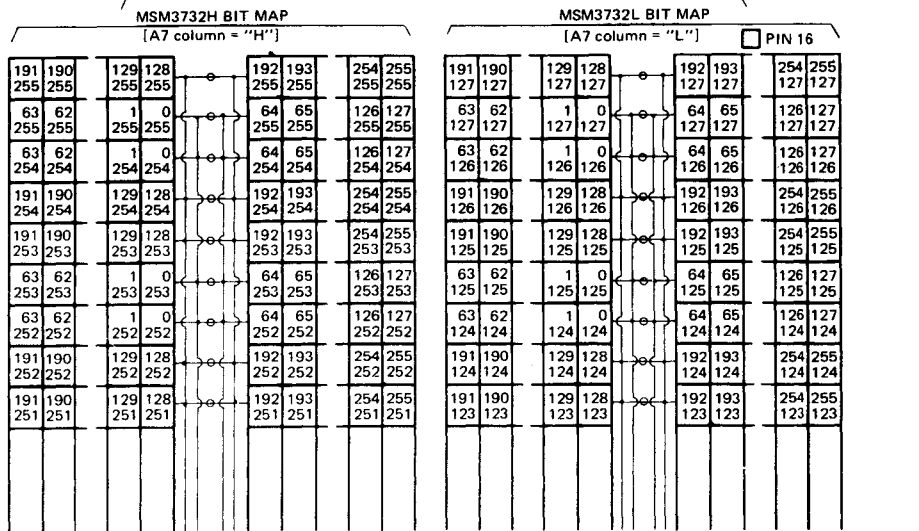 MSM3732H BIT MAP MSM3732L BIT MAP
[A7 column = "H"] [A7 column = "L"] PIN 16
191 190 129 128 192 193 254 255 191 190 129 128 192 193 254 255
255 255 255 255 255 255 255 255 127 127 127 127 127 127 127 127
63 62 1 0 64 65 126 127 63 62 1 0 64 65 126 127
255 255 255 255 255 255 255 255 127 127 127 127 127 127 127 127
63 62 1 0 64 65 126 127 63 62 1 0 64 65 126 127
254 254 254 254 254 254 254 254 126 126 126 126 126 126 126 126
191 190 129 128 192 193 254 255 191 190 129 128 192 193 254 255
254 254 254 254 254 254 254 254 126 126 126 126 126 126 126 126
191 190 129 128 192 193 254 255 191 190 129 128 192 193 254 255
253 253 253 253 253 253 253 253 125 125 125 125 125 125 125 125
63 62 1 0 64 65 126 127 63 62 1 0 64 65 126 127
253 253 253 253 253 253 253 253 125 125 125 125 125 125 125 125
63 62 1 0 64 65 126 127 63 62 1 0 64 65 126 127
252 252 252 252 252 252 252 252 124 124 124 124 124 124 124 124
191 190 129 128 192 193 254 255 191 190 129 128 192 193 254 255
252 252 252 252 252 252 252 252 124 124 124 124 124 124 124 124
191 190 129 128 192 193 254 255 191 190 129 128 192 193 254 255
251 251 251 251 251 251 251 251 123 123 123 123 123 123 123 123